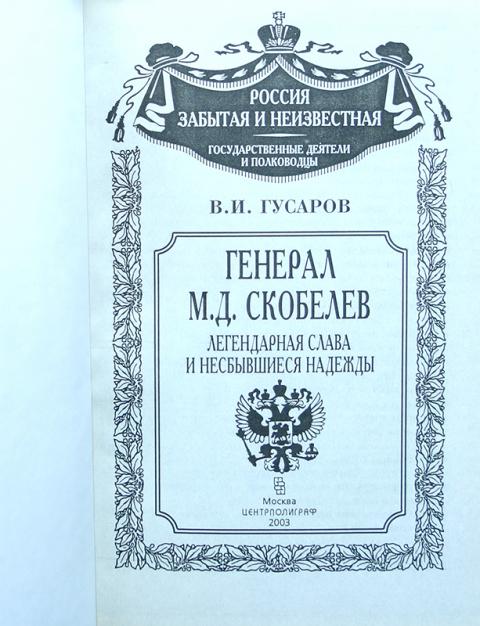 РОССИЯ
ЗАБЫТАЯ И НЕИЗВЕСТНАЯ
ГОСУДАРСТВЕННЫЕ ДЕЯТЕЛИ
И ПОЛКОВОДЦЫ
В.И. ГУСАРОВ
ГЕНЕРАЛ
М.Д. СКОБЕЛЕВ
ЛЕГЕНДАРНАЯ СЛАВА
И НЕСБЫВШИЕСЯ НАДЕЖДЫ
Москва
ЦЕНТРПОЛИГРАФ
2003